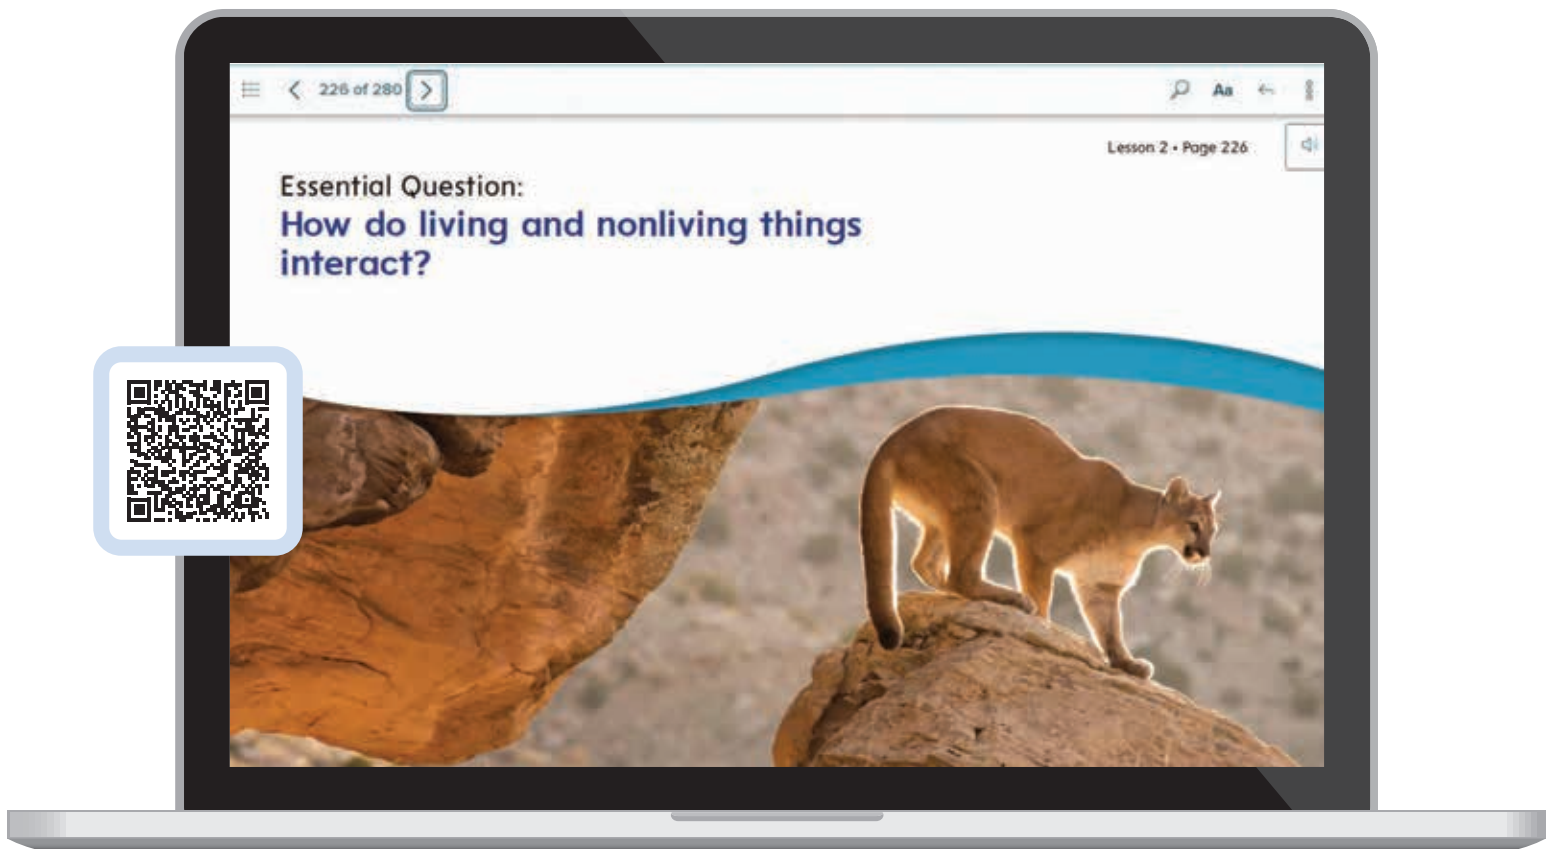 226 of 280
Aa
Lesson 2 • Page 226
Essential Question:
How do living and nonliving things
interact?